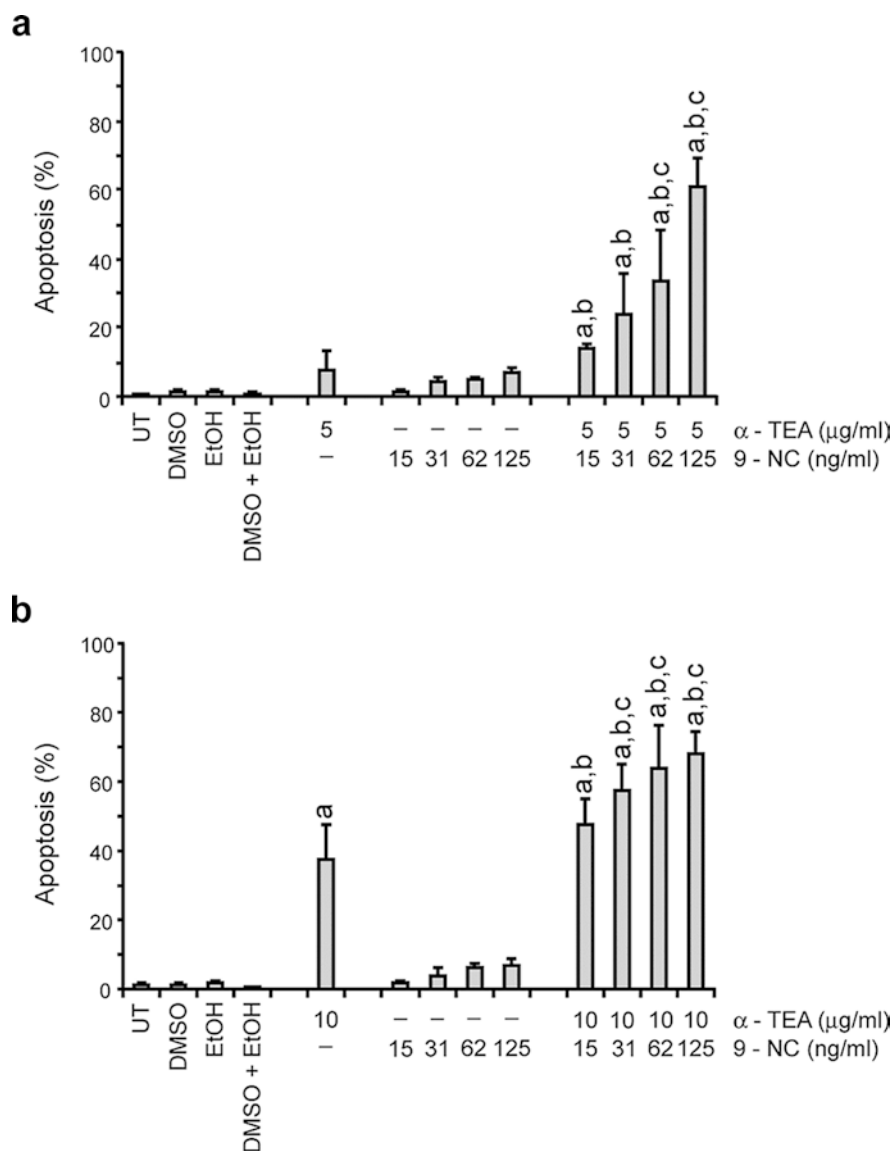 a
Apoptosis (%)
100
80
60
40
20
0
a,b
a,b
a,b,c
a,b,c
UT
DMSO
EtOH
DMSO + EtOH
5 – – – – 5 5 5 5 α - TEA (μg/ml)
– 15 31 62 125 15 31 62 125 9 - NC (ng/ml)
b
Apoptosis (%)
100
80
60
40
20
0
a
a,b
a,b,c
a,b,c
a,b,c
UT
DMSO
EtOH
DMSO + EtOH
10 – – – – 10 10 10 10 α - TEA (μg/ml)
– 15 31 62 125 15 31 62 125 9 - NC (ng/ml)